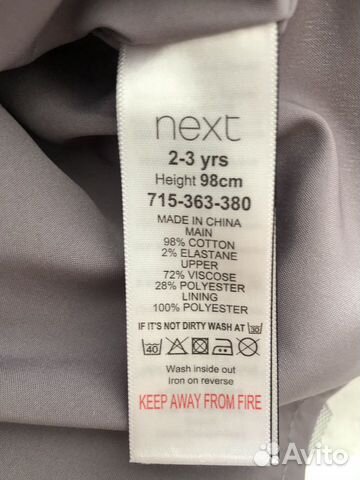 next
2-3 yrs
Height 98cm
715-363-380
MADE IN CHINA
MAIN
98% COTTON
2% ELASTANE
UPPER
72% VISCOSE
28% POLYESTER
LINING
100% POLYESTER
IF IT'S NOT DIRTY WASH AT 30
40
Wash inside out
Iron on reverse
KEEP AWAY FROM FIRE
Avito